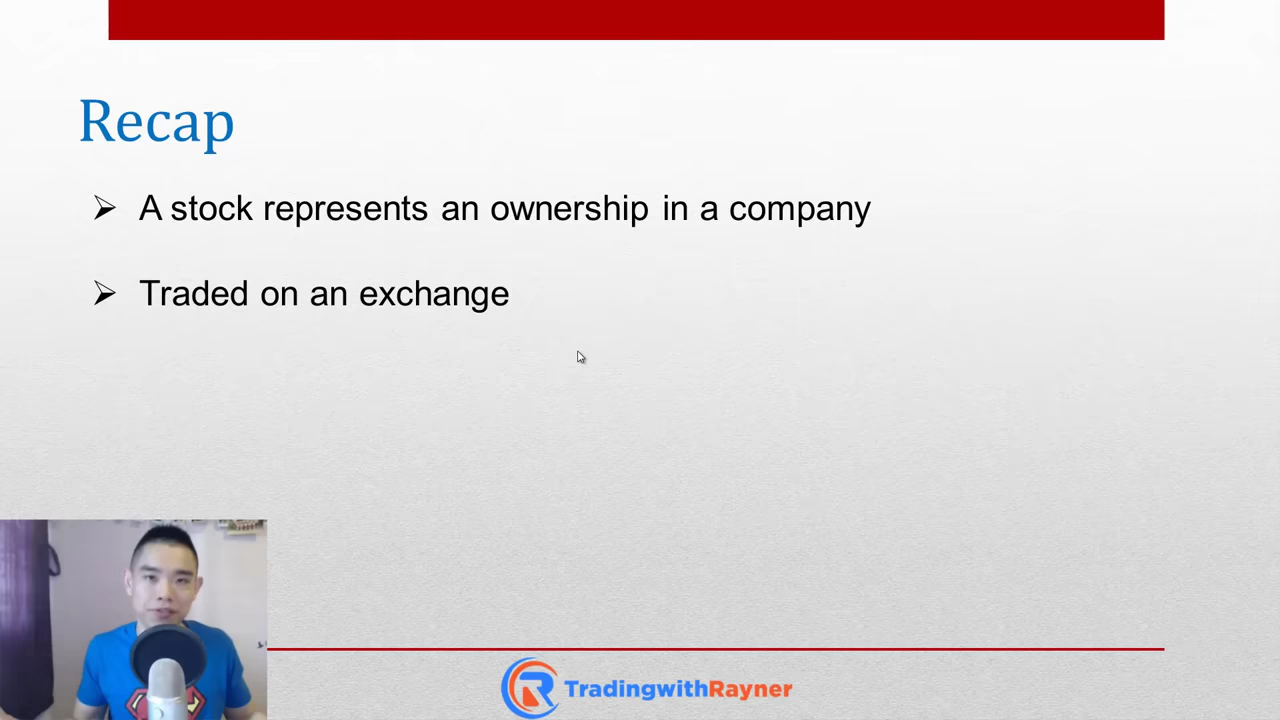 Recap
A stock represents an ownership in a company
Traded on an exchange
TradingwithRayner